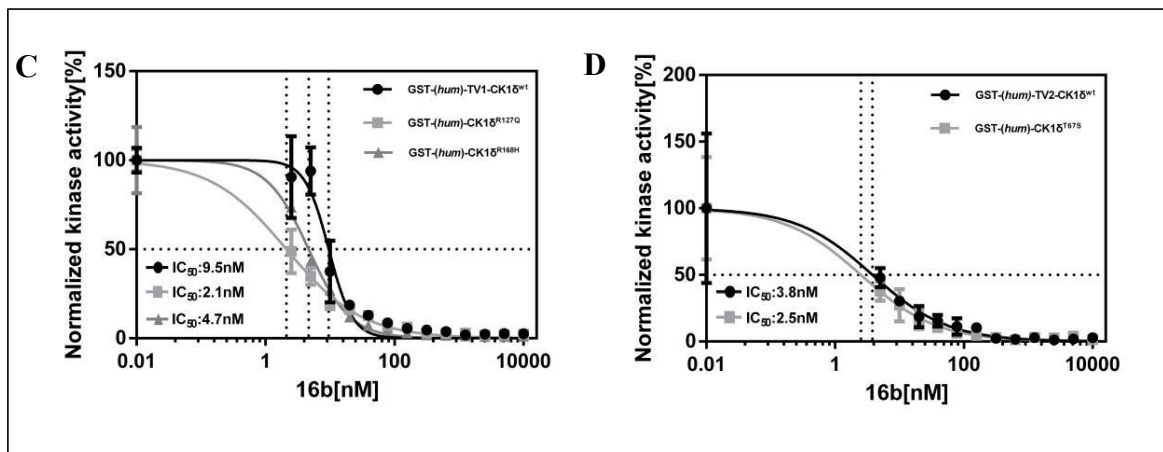 C
Normalized kinase activity[%]
150
100
50
0
GST-(hum)-TV1-CK1δwt
GST-(hum)-CK1δR127Q
GST-(hum)-CK1δR168H
IC50:9.5nM
IC50:2.1nM
IC50:4.7nM
0.01 1 100 10000
16b[nM]
D
Normalized kinase activity[%]
200
150
100
50
0
GST-(hum)-TV2-CK1δwt
GST-(hum)-CK1δT67S
IC50:3.8nM
IC50:2.5nM
0.01 1 100 10000
16b[nM]